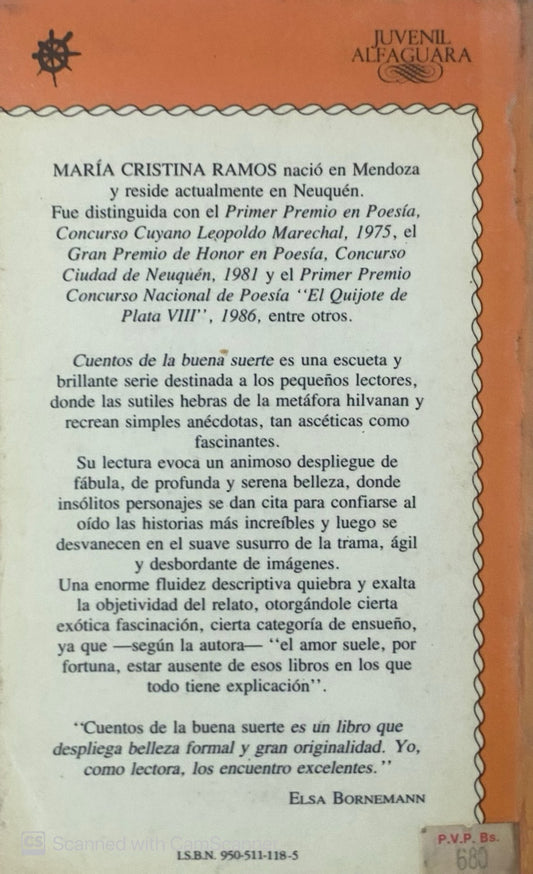 JUVENIL
ALFAGUARA
MARÍA CRISTINA RAMOS nació en Mendoza
y reside actualmente en Neuquén.
Fue distinguida con el Primer Premio en Poesía,
Concurso Cuyano Leopoldo Marechal, 1975, el
Gran Premio de Honor en Poesía, Concurso
Ciudad de Neuquén, 1981 y el Primer Premio
Concurso Nacional de Poesía "El Quijote de
Plata VIII", 1986, entre otros.
Cuentos de la buena suerte es una escueta y
brillante serie destinada a los pequeños lectores,
donde las sutiles hebras de la metáfora hilvanan y
recrean simples anécdotas, tan ascéticas como
fascinantes.
Su lectura evoca un animoso despliegue de
fábula, de profunda y serena belleza, donde
insólitos personajes se dan cita para confiarse al
oído las historias más increíbles y luego se
desvanecen en el suave susurro de la trama, ágil
y desbordante de imágenes.
Una enorme fluidez descriptiva quiebra y exalta
la objetividad del relato, otorgándole cierta
exótica fascinación, cierta categoría de ensueño,
ya que —según la autora— "el amor suele, por
fortuna, estar ausente de esos libros en los que
todo tiene explicación".
"Cuentos de la buena suerte es un libro que
despliega belleza formal y gran originalidad. Yo,
como lectora, los encuentro excelentes."
ELSA BORNEMANN
CS Scanned with CamScanner
I.S.B.N. 950-511-118-5
P.V.P. Bs.
680